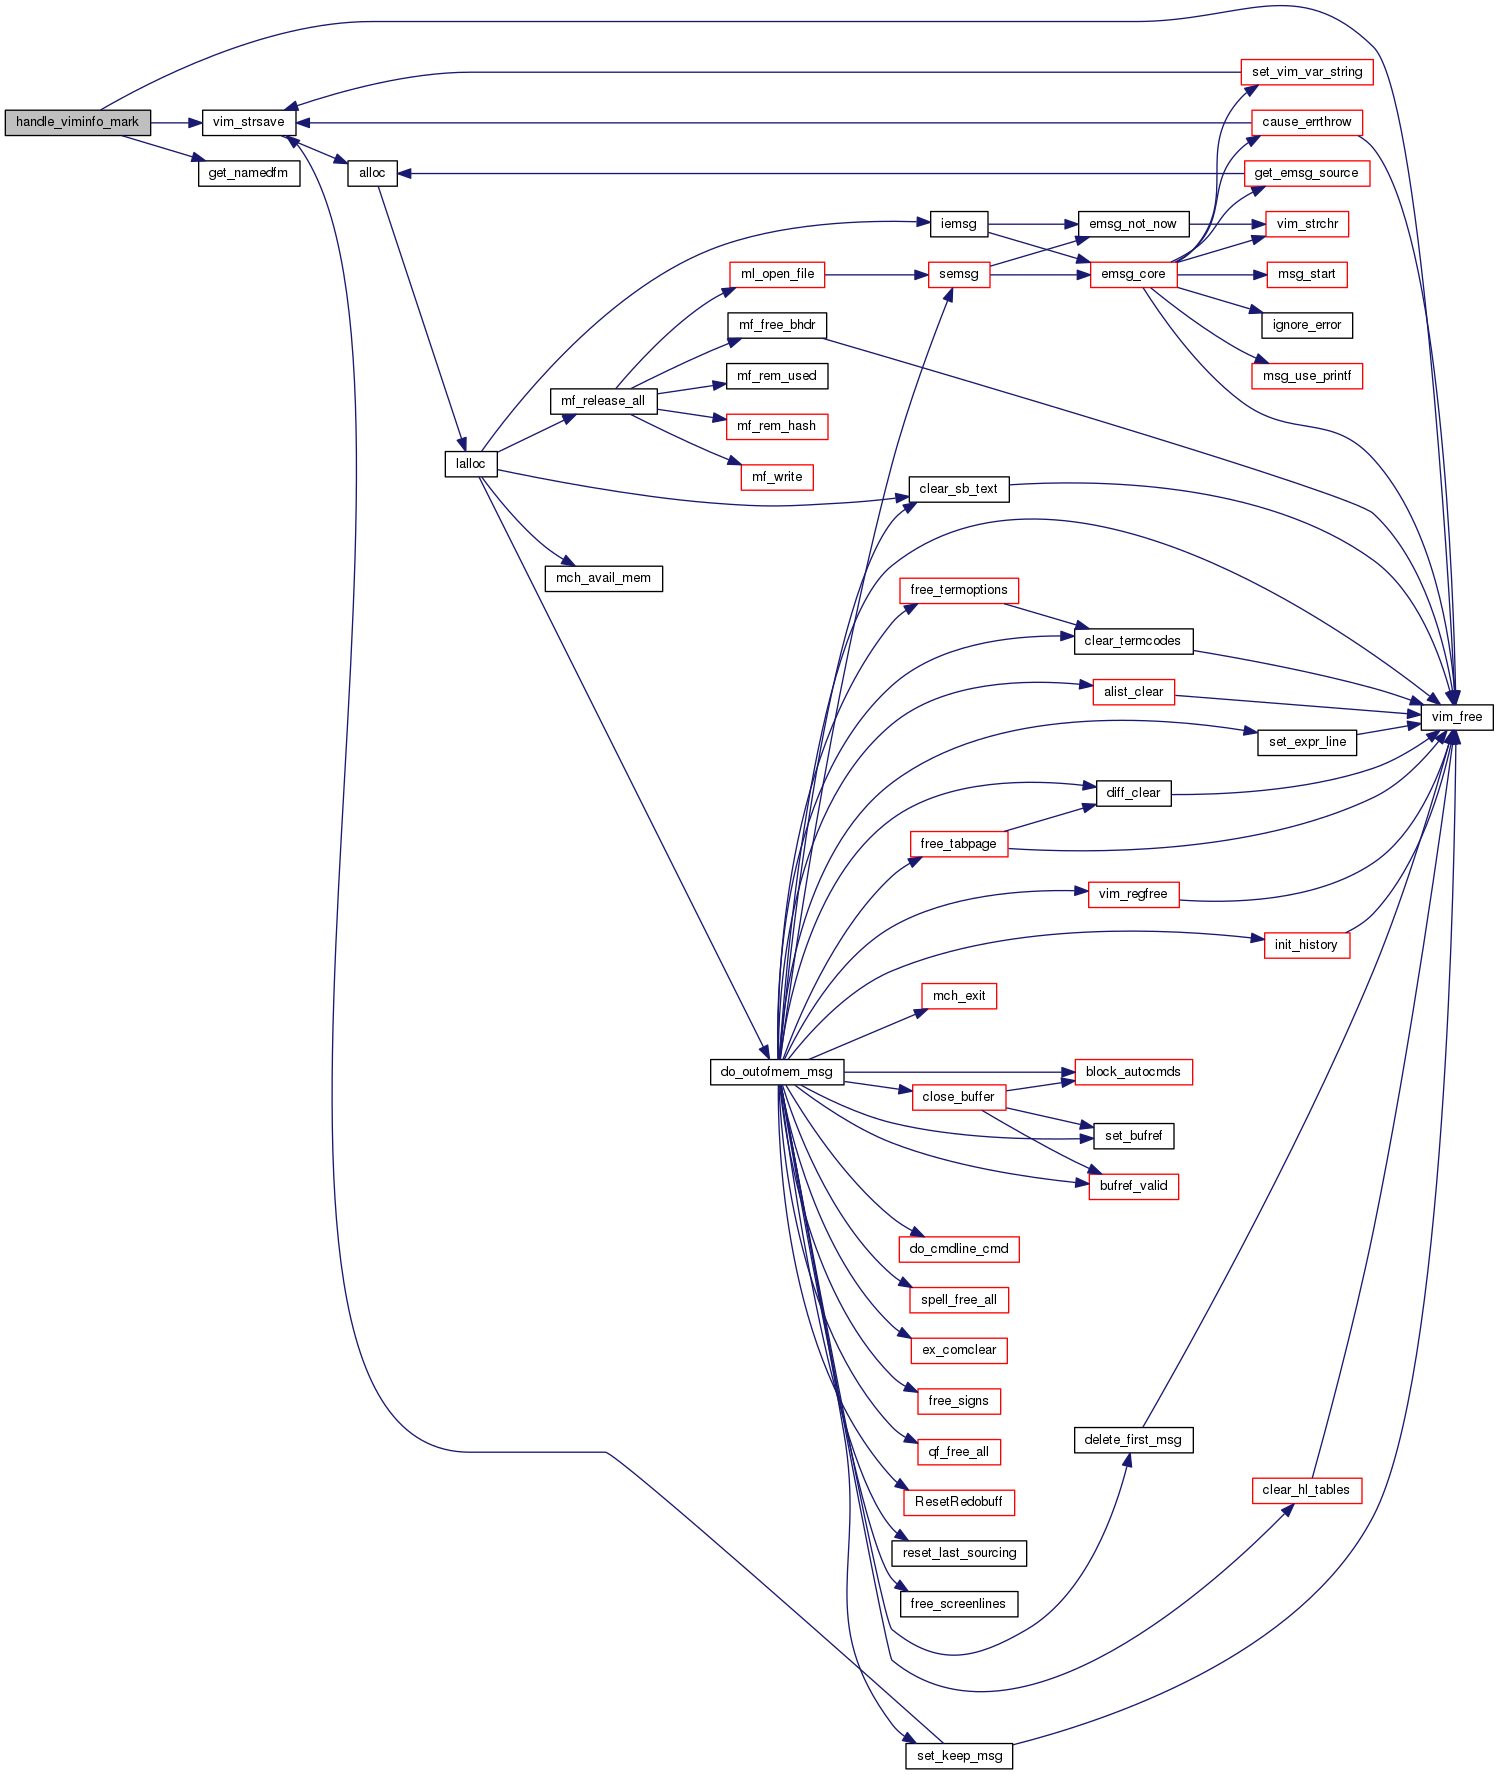 handle_viminfo_mark
vim_strsave
get_namedfm
alloc
lalloc
mf_release_all
mch_avail_mem
ml_open_file
mf_free_bhdr
mf_rem_used
mf_rem_hash
mf_write
do_outofmem_msg
iemsg
semsg
clear_sb_text
free_termoptions
free_tabpage
mch_exit
close_buffer
do_cmdline_cmd
spell_free_all
ex_comclear
free_signs
qf_free_all
ResetRedobuff
reset_last_sourcing
free_screenlines
set_keep_msg
emsg_not_now
emsg_core
clear_termcodes
alist_clear
diff_clear
vim_regfree
block_autocmds
set_bufref
bufref_valid
delete_first_msg
set_vim_var_string
cause_errthrow
get_emsg_source
vim_strchr
msg_start
ignore_error
msg_use_printf
set_expr_line
init_history
clear_hl_tables
vim_free